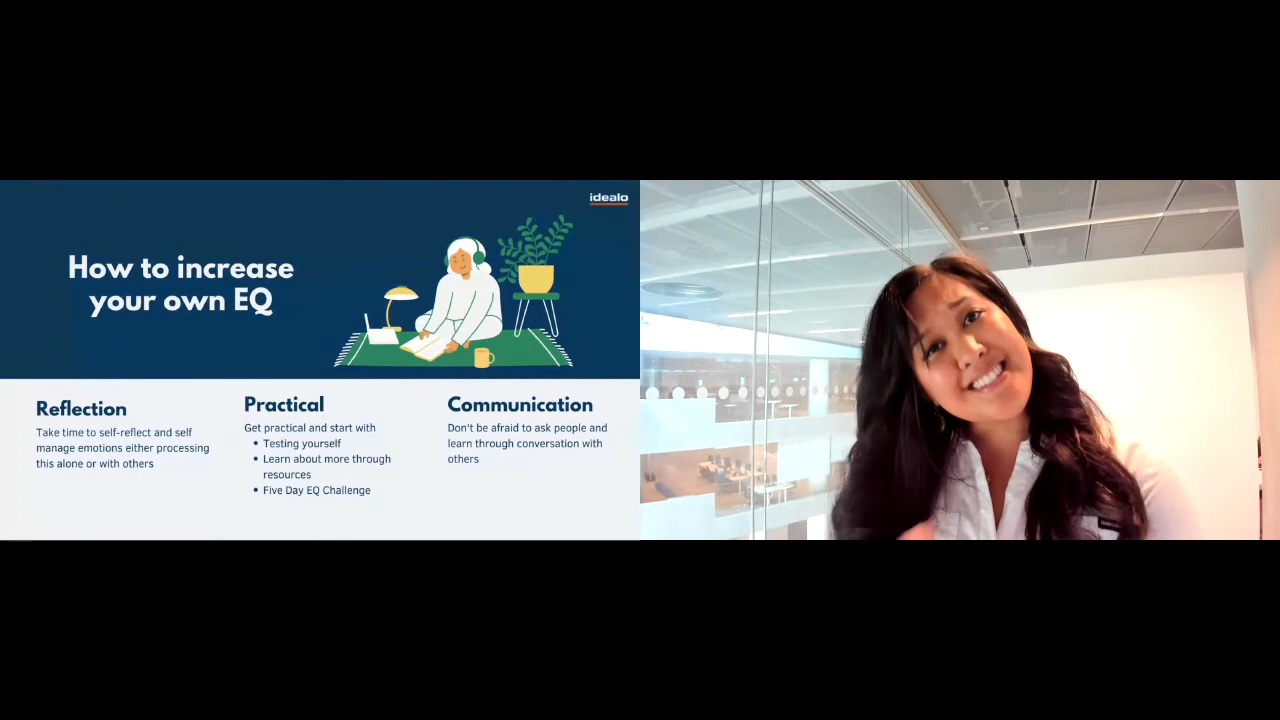 idealo
How to increase
your own EQ
Reflection
Take time to self-reflect and self
manage emotions either processing
this alone or with others
Practical
Get practical and start with
• Testing yourself
• Learn about more through
resources
• Five Day EQ Challenge
Communication
Don't be afraid to ask people and
learn through conversation with
others